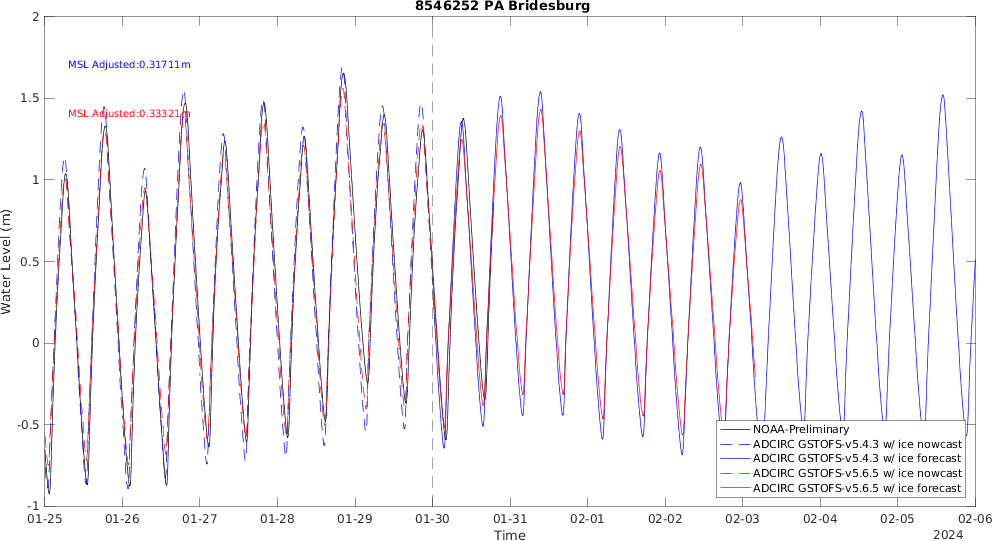 8546252 PA Bridesburg
2
1.5
1
0.5
0
-0.5
-1
Water Level (m)
MSL Adjusted:0.31711m
MSL Adjusted:0.33321m
NOAA-Preliminary
ADCIRC GSTOFS-v5.4.3 w/ ice nowcast
ADCIRC GSTOFS-v5.4.3 w/ ice forecast
ADCIRC GSTOFS-v5.6.5 w/ ice nowcast
ADCIRC GSTOFS-v5.6.5 w/ ice forecast
01-25 01-26 01-27 01-28 01-29 01-30 01-31 02-01 02-02 02-03 02-04 02-05 02-06
Time
2024